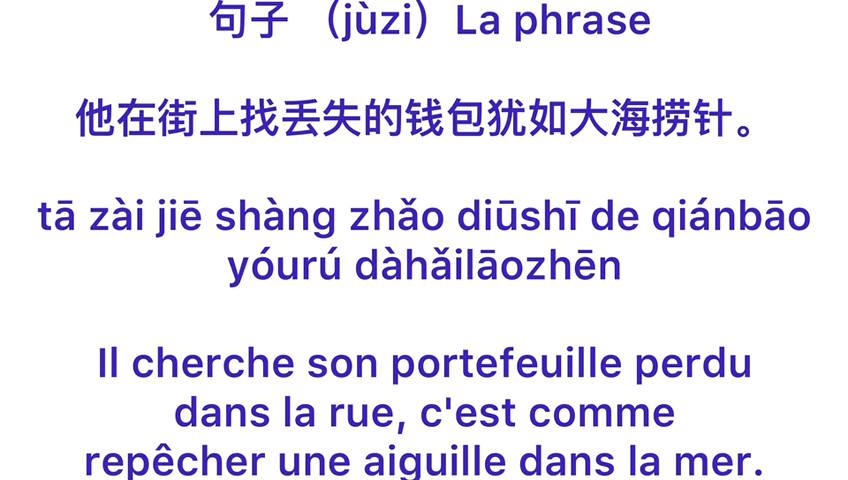 句子 （jùzi）La phrase
他在街上找丢失的钱包犹如大海捞针。
tā zài jiē shàng zhǎo diūshī de qiánbāo
yóurú dàhǎilāozhēn
Il cherche son portefeuille perdu
dans la rue, c'est comme
repêcher une aiguille dans la mer.